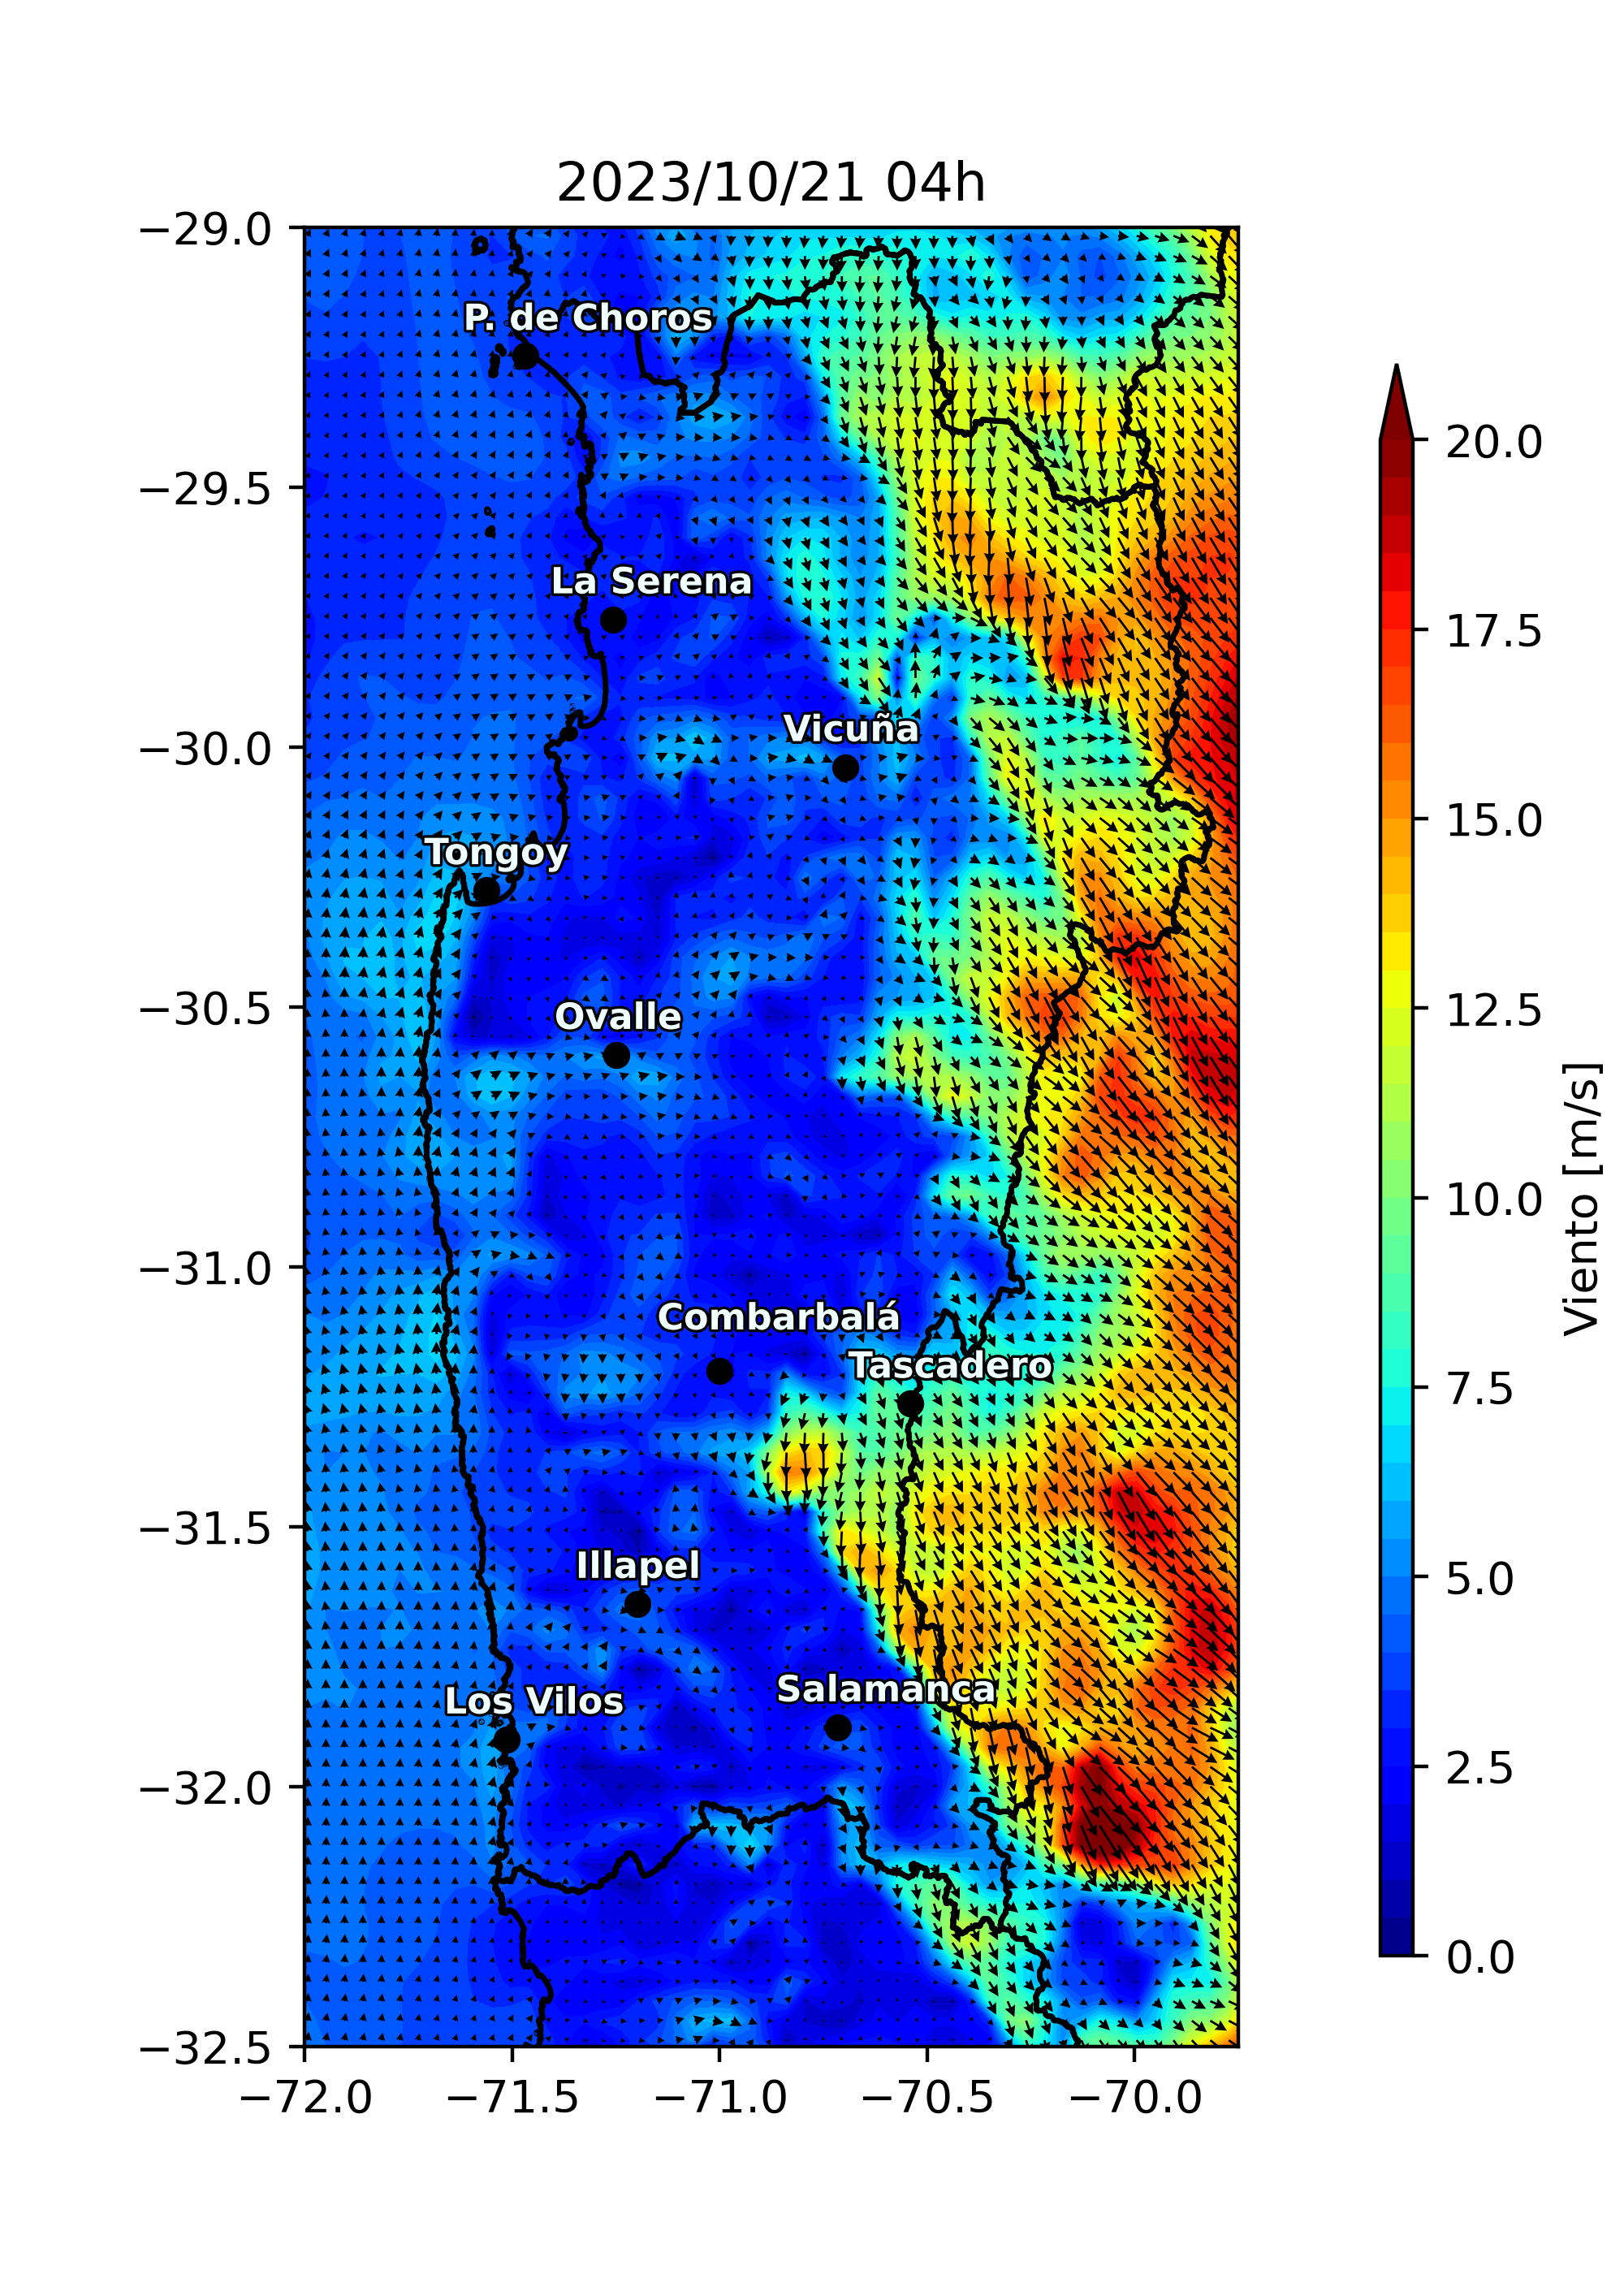 2023/10/21 04h
−29.0
−29.5
−30.0
−30.5
−31.0
−31.5
−32.0
−32.5
−72.0
−71.5
−71.0
−70.5
−70.0
P. de Choros
La Serena
Vicuña
Tongoy
Ovalle
Combarbalá
Tascadero
Illapel
Salamanca
Los Vilos
20.0
17.5
15.0
12.5
10.0
7.5
5.0
2.5
0.0
Viento [m/s]